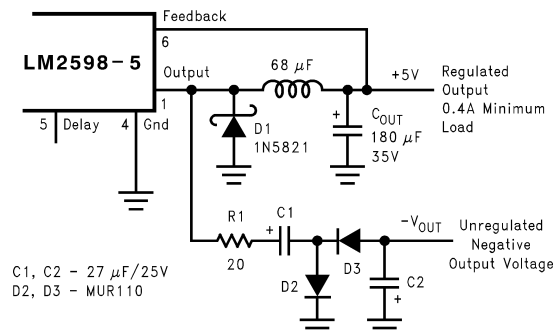 Feedback
6
LM2598-5
Output
1
5 Delay
4 Gnd
68 µF
+5V
Regulated
Output
0.4A Minimum
Load
D1
1N5821
+
C_OUT
180 µF
35V
R1
20
+
C1
D2
D3
-V_OUT
C2
+
Unregulated
Negative
Output Voltage
C1, C2 - 27 µF/25V
D2, D3 - MUR110